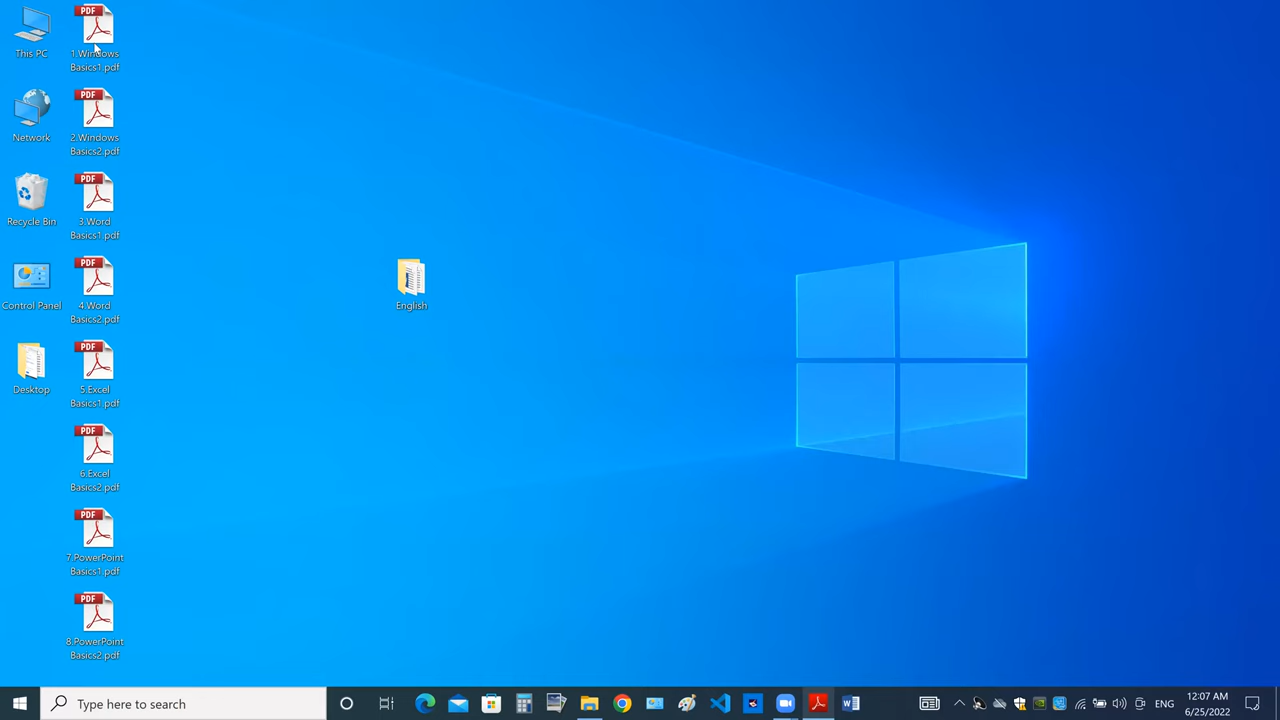 This PC
PDF
1.Windows
Basics1.pdf
Network
PDF
2.Windows
Basics2.pdf
Recycle Bin
PDF
3.Word
Basics1.pdf
Control Panel
PDF
4.Word
Basics2.pdf
English
Desktop
PDF
5.Excel
Basics1.pdf
PDF
6.Excel
Basics2.pdf
PDF
7.PowerPoint
Basics1.pdf
PDF
8.PowerPoint
Basics2.pdf
Type here to search
ENG
12:07 AM
6/25/2022